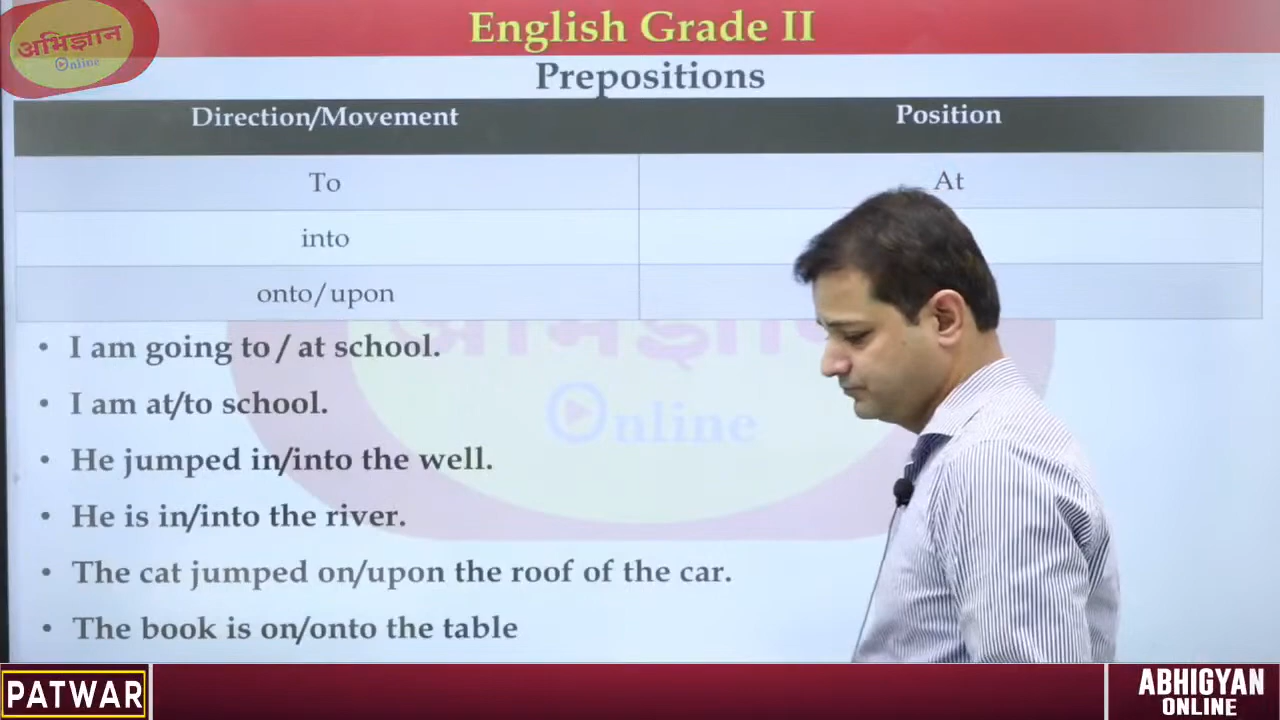 English Grade II
अभिज्ञान
Online
Prepositions
Direction/Movement Position
To At
into
onto/upon
• I am going to / at school.
• I am at/to school.
• He jumped in/into the well.
• He is in/into the river.
• The cat jumped on/upon the roof of the car.
• The book is on/onto the table
अभिज्ञान
Online
PATWAR
ABHIGYAN
ONLINE